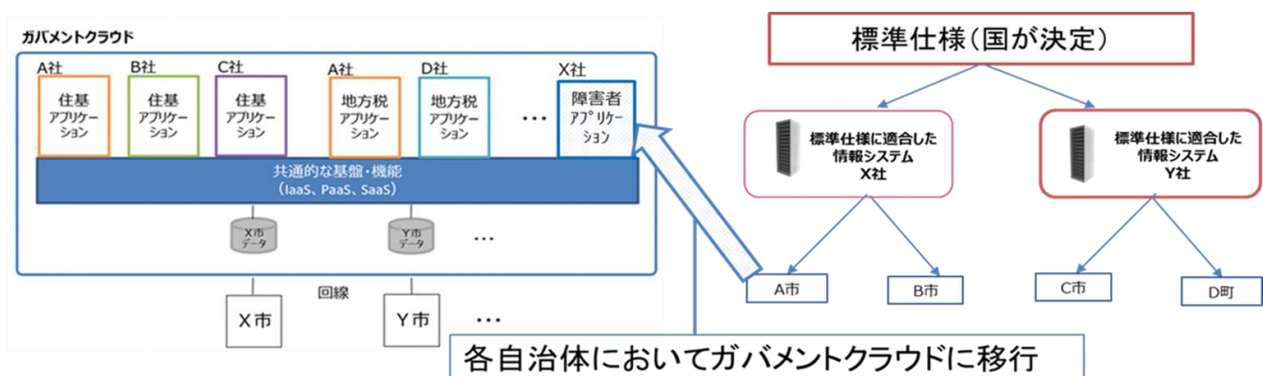 ガバメントクラウド
A社
住基
アプリケー
ション
B社
住基
アプリケー
ション
C社
住基
アプリケー
ション
A社
地方税
アプリケー
ション
D社
地方税
アプリケー
ション
…
X社
障害者
アプリケー
ション
共通的な基盤・機能
（IaaS、PaaS、SaaS）
X市
データ
Y市
データ
…
回線
X市
Y市
…
標準仕様（国が決定）
標準仕様に適合した
情報システム
X社
標準仕様に適合した
情報システム
Y社
A市
B市
C市
D町
各自治体においてガバメントクラウドに移行